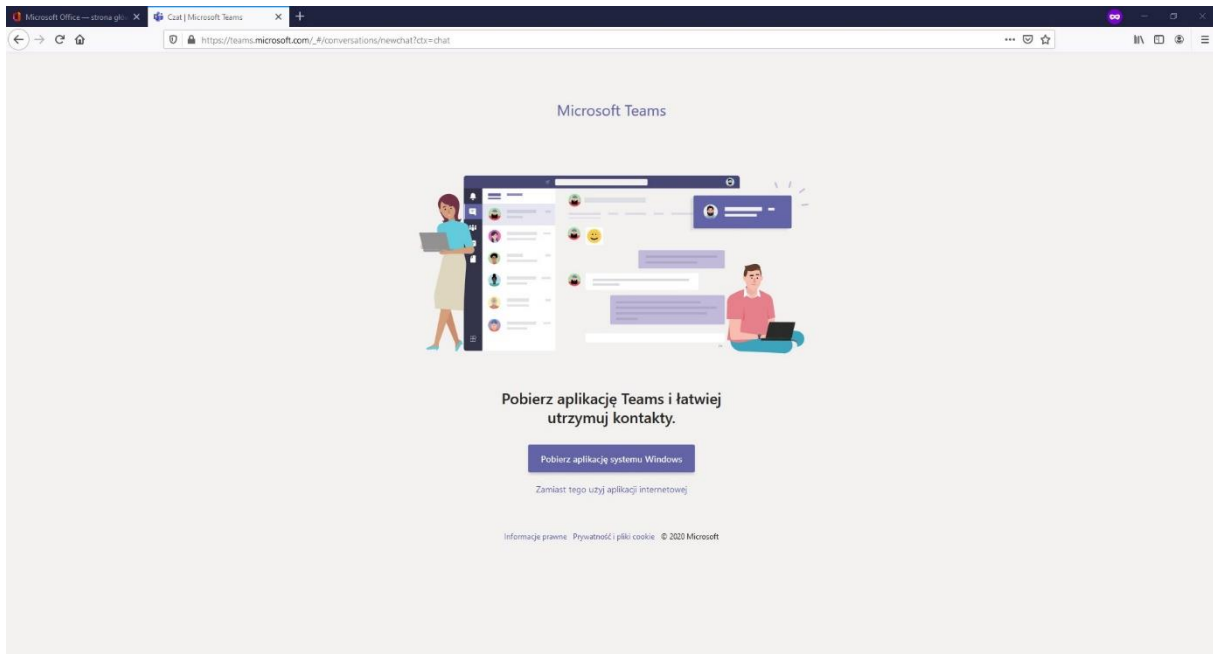 Microsoft Office — strona głó
Czat | Microsoft Teams
https://teams.microsoft.com/_#/conversations/newchat?ctx=chat
Microsoft Teams
Pobierz aplikację Teams i łatwiej
utrzymuj kontakty.
Pobierz aplikację systemu Windows
Zamiast tego użyj aplikacji internetowej
Informacje prawne Prywatność i pliki cookie © 2020 Microsoft